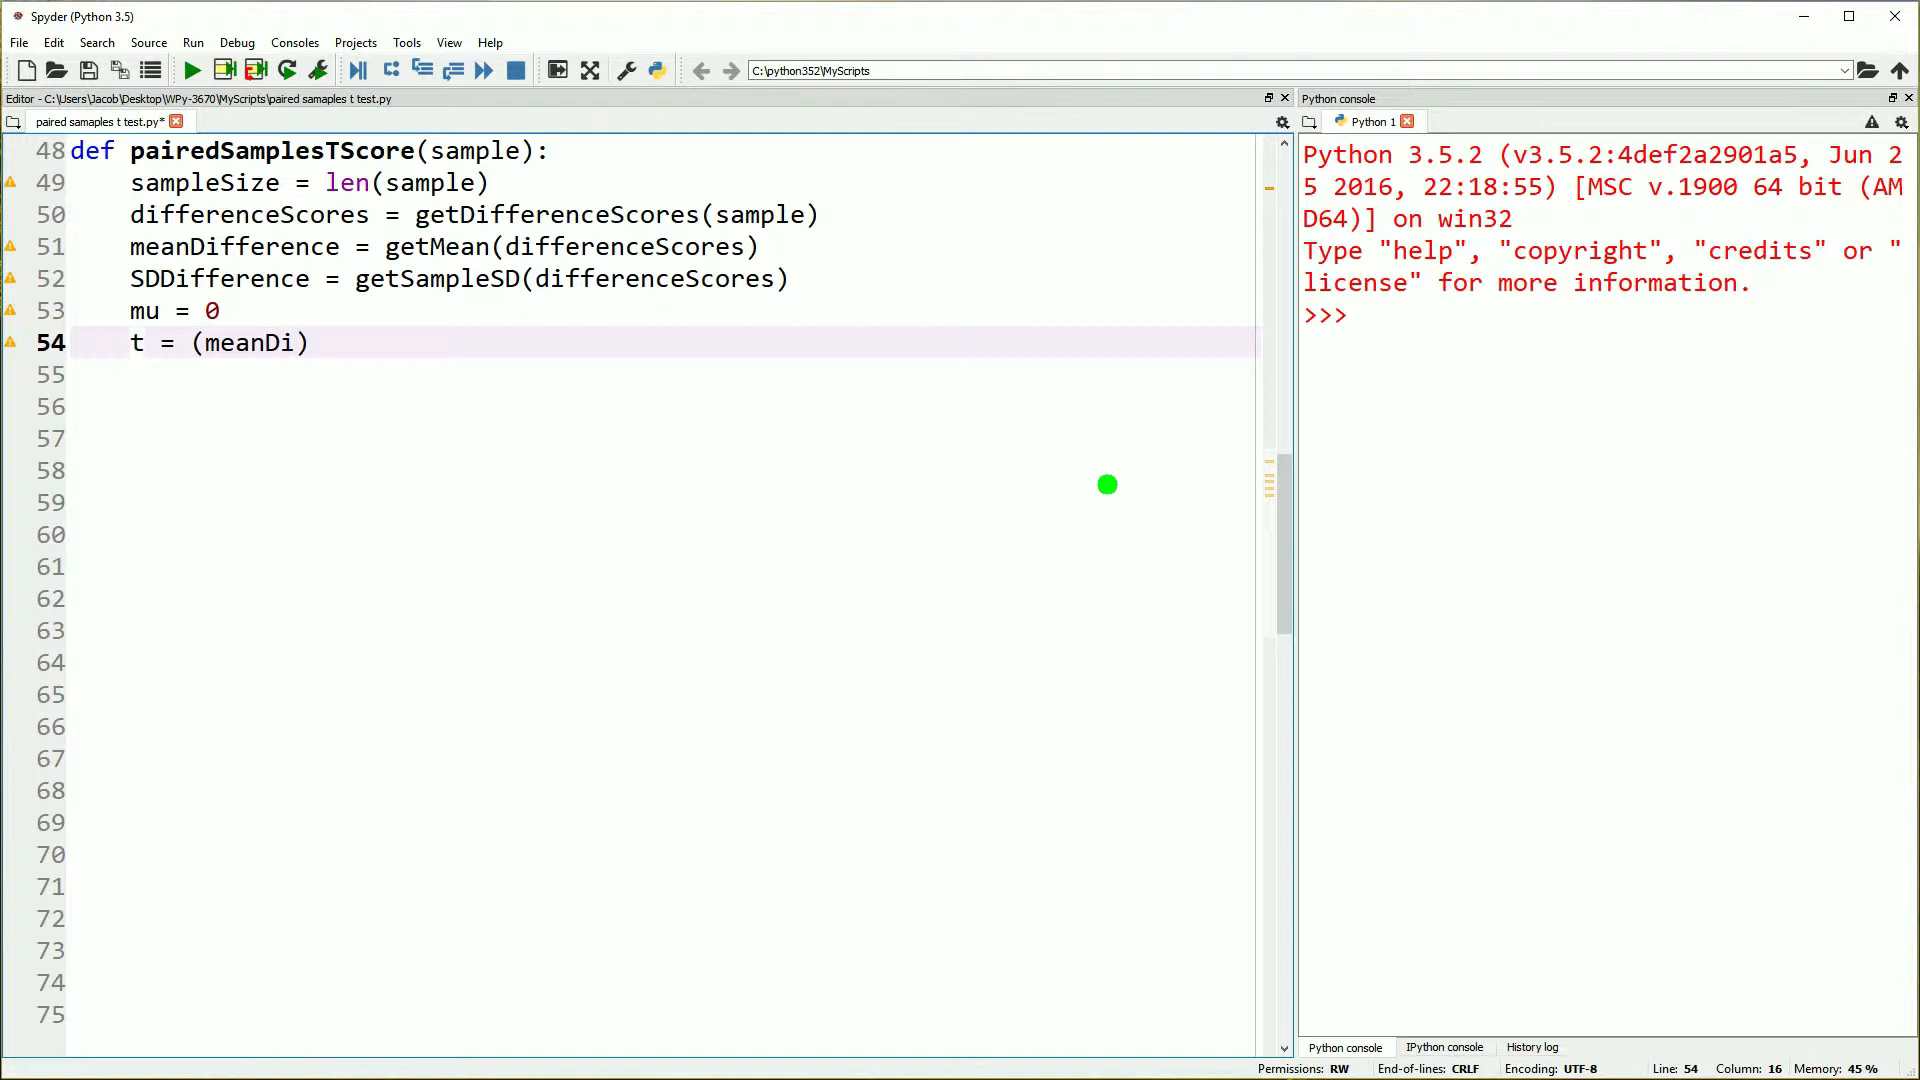 Spyder (Python 3.5)
File Edit Search Source Run Debug Consoles Projects Tools View Help
C:\python352\MyScripts
Editor - C:\Users\Jacob\Desktop\WPy-3670\MyScripts\paired samaples t test.py
paired samaples t test.py*
48 def pairedSamplesTScore(sample):
49 sampleSize = len(sample)
50 differenceScores = getDifferenceScores(sample)
51 meanDifference = getMean(differenceScores)
52 SDDifference = getSampleSD(differenceScores)
53 mu = 0
54 t = (meanDi)
55
56
57
58
59
60
61
62
63
64
65
66
67
68
69
70
71
72
73
74
75
Python console
Python 1
Python 3.5.2 (v3.5.2:4def2a2901a5, Jun 2
5 2016, 22:18:55) [MSC v.1900 64 bit (AM
D64)] on win32
Type "help", "copyright", "credits" or "
license" for more information.
>>>
Python console IPython console History log
Permissions: RW End-of-lines: CRLF Encoding: UTF-8 Line: 54 Column: 16 Memory: 45 %